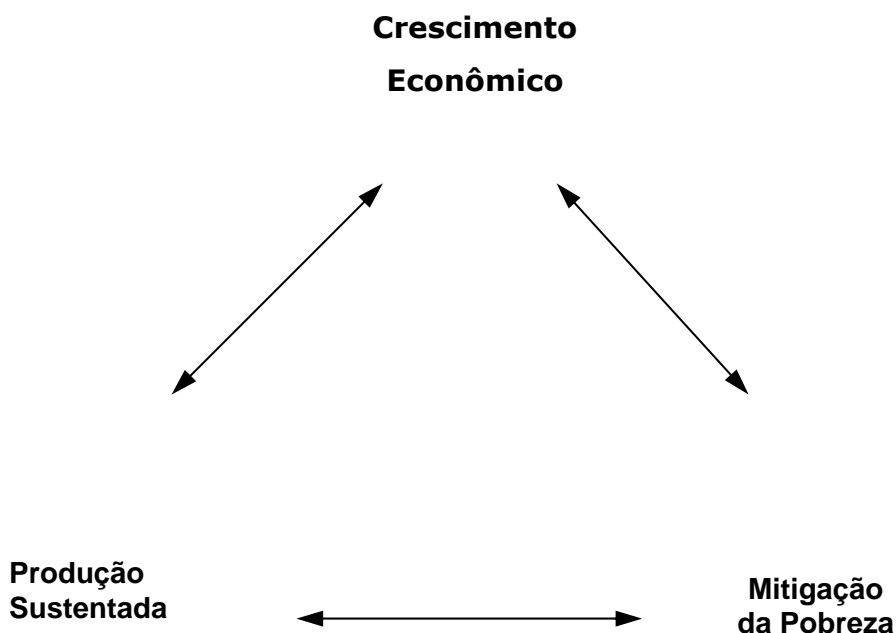 Crescimento
Econômico
Produção
Sustentada
Mitigação
da Pobreza